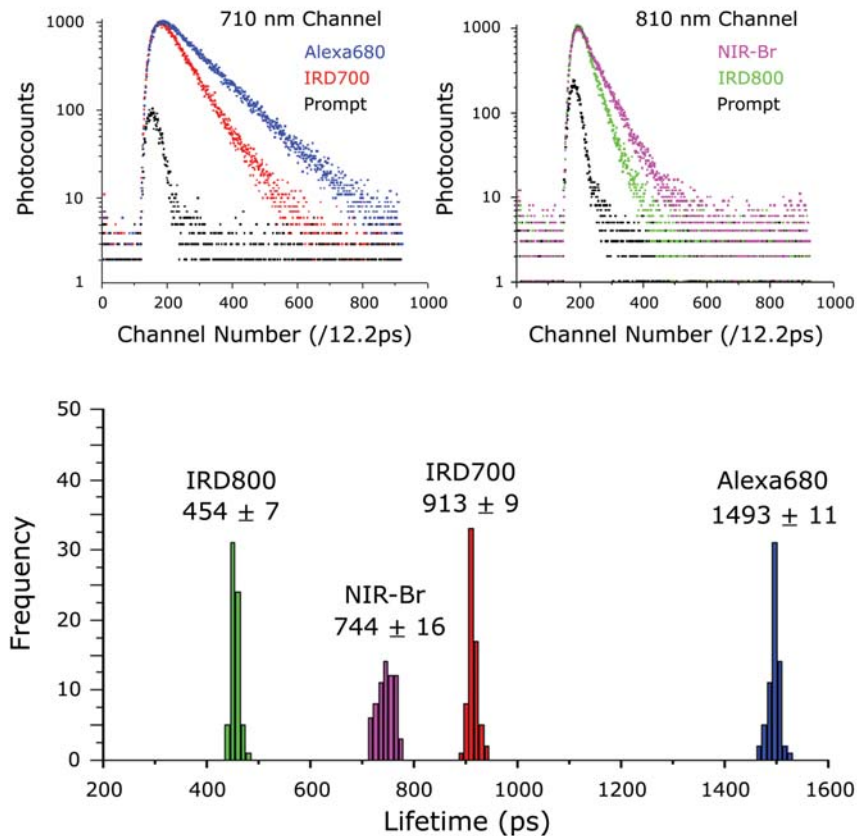 710 nm Channel
Alexa680
IRD700
Prompt
1000
100
10
1
Photocounts
0 200 400 600 800 1000
Channel Number (/12.2ps)
810 nm Channel
NIR-Br
IRD800
Prompt
1000
100
10
1
Photocounts
0 200 400 600 800 1000
Channel Number (/12.2ps)
50
40
30
20
10
0
Frequency
IRD800
454 ± 7
NIR-Br
744 ± 16
IRD700
913 ± 9
Alexa680
1493 ± 11
200 400 600 800 1000 1200 1400 1600
Lifetime (ps)